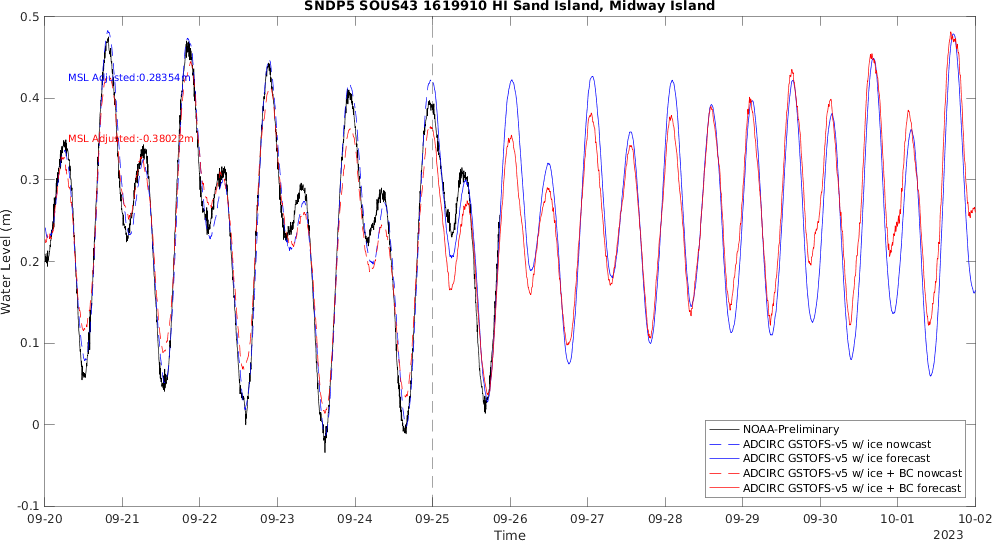 SNDP5 SOUS43 1619910 HI Sand Island, Midway Island
0.5
0.4
0.3
0.2
0.1
0
-0.1
Water Level (m)
MSL Adjusted:0.28354m
MSL Adjusted:-0.38022m
NOAA-Preliminary
ADCIRC GSTOFS-v5 w/ ice nowcast
ADCIRC GSTOFS-v5 w/ ice forecast
ADCIRC GSTOFS-v5 w/ ice + BC nowcast
ADCIRC GSTOFS-v5 w/ ice + BC forecast
09-20 09-21 09-22 09-23 09-24 09-25 09-26 09-27 09-28 09-29 09-30 10-01 10-02
Time
2023